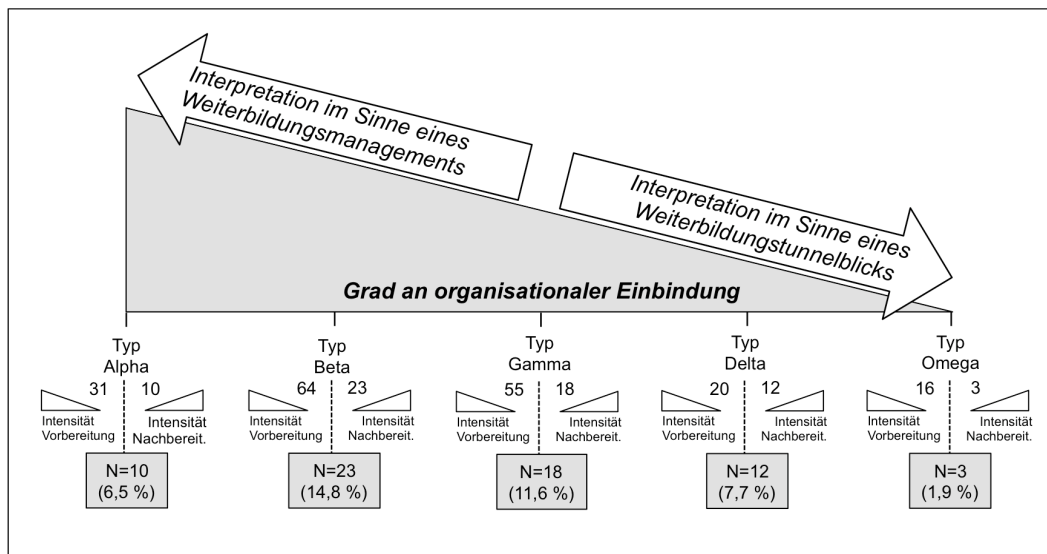 Interpretation im Sinne eines
Weiterbildungsmanagements
Interpretation im Sinne eines
Weiterbildungstunnelblicks
Grad an organisationaler Einbindung
Typ
Alpha
31
10
Intensität
Vorbereitung
Intensität
Nachbereit.
N=10
(6,5 %)
Typ
Beta
64
23
Intensität
Vorbereitung
Intensität
Nachbereit.
N=23
(14,8 %)
Typ
Gamma
55
18
Intensität
Vorbereitung
Intensität
Nachbereit.
N=18
(11,6 %)
Typ
Delta
20
12
Intensität
Vorbereitung
Intensität
Nachbereit.
N=12
(7,7 %)
Typ
Omega
16
3
Intensität
Vorbereitung
Intensität
Nachbereit.
N=3
(1,9 %)